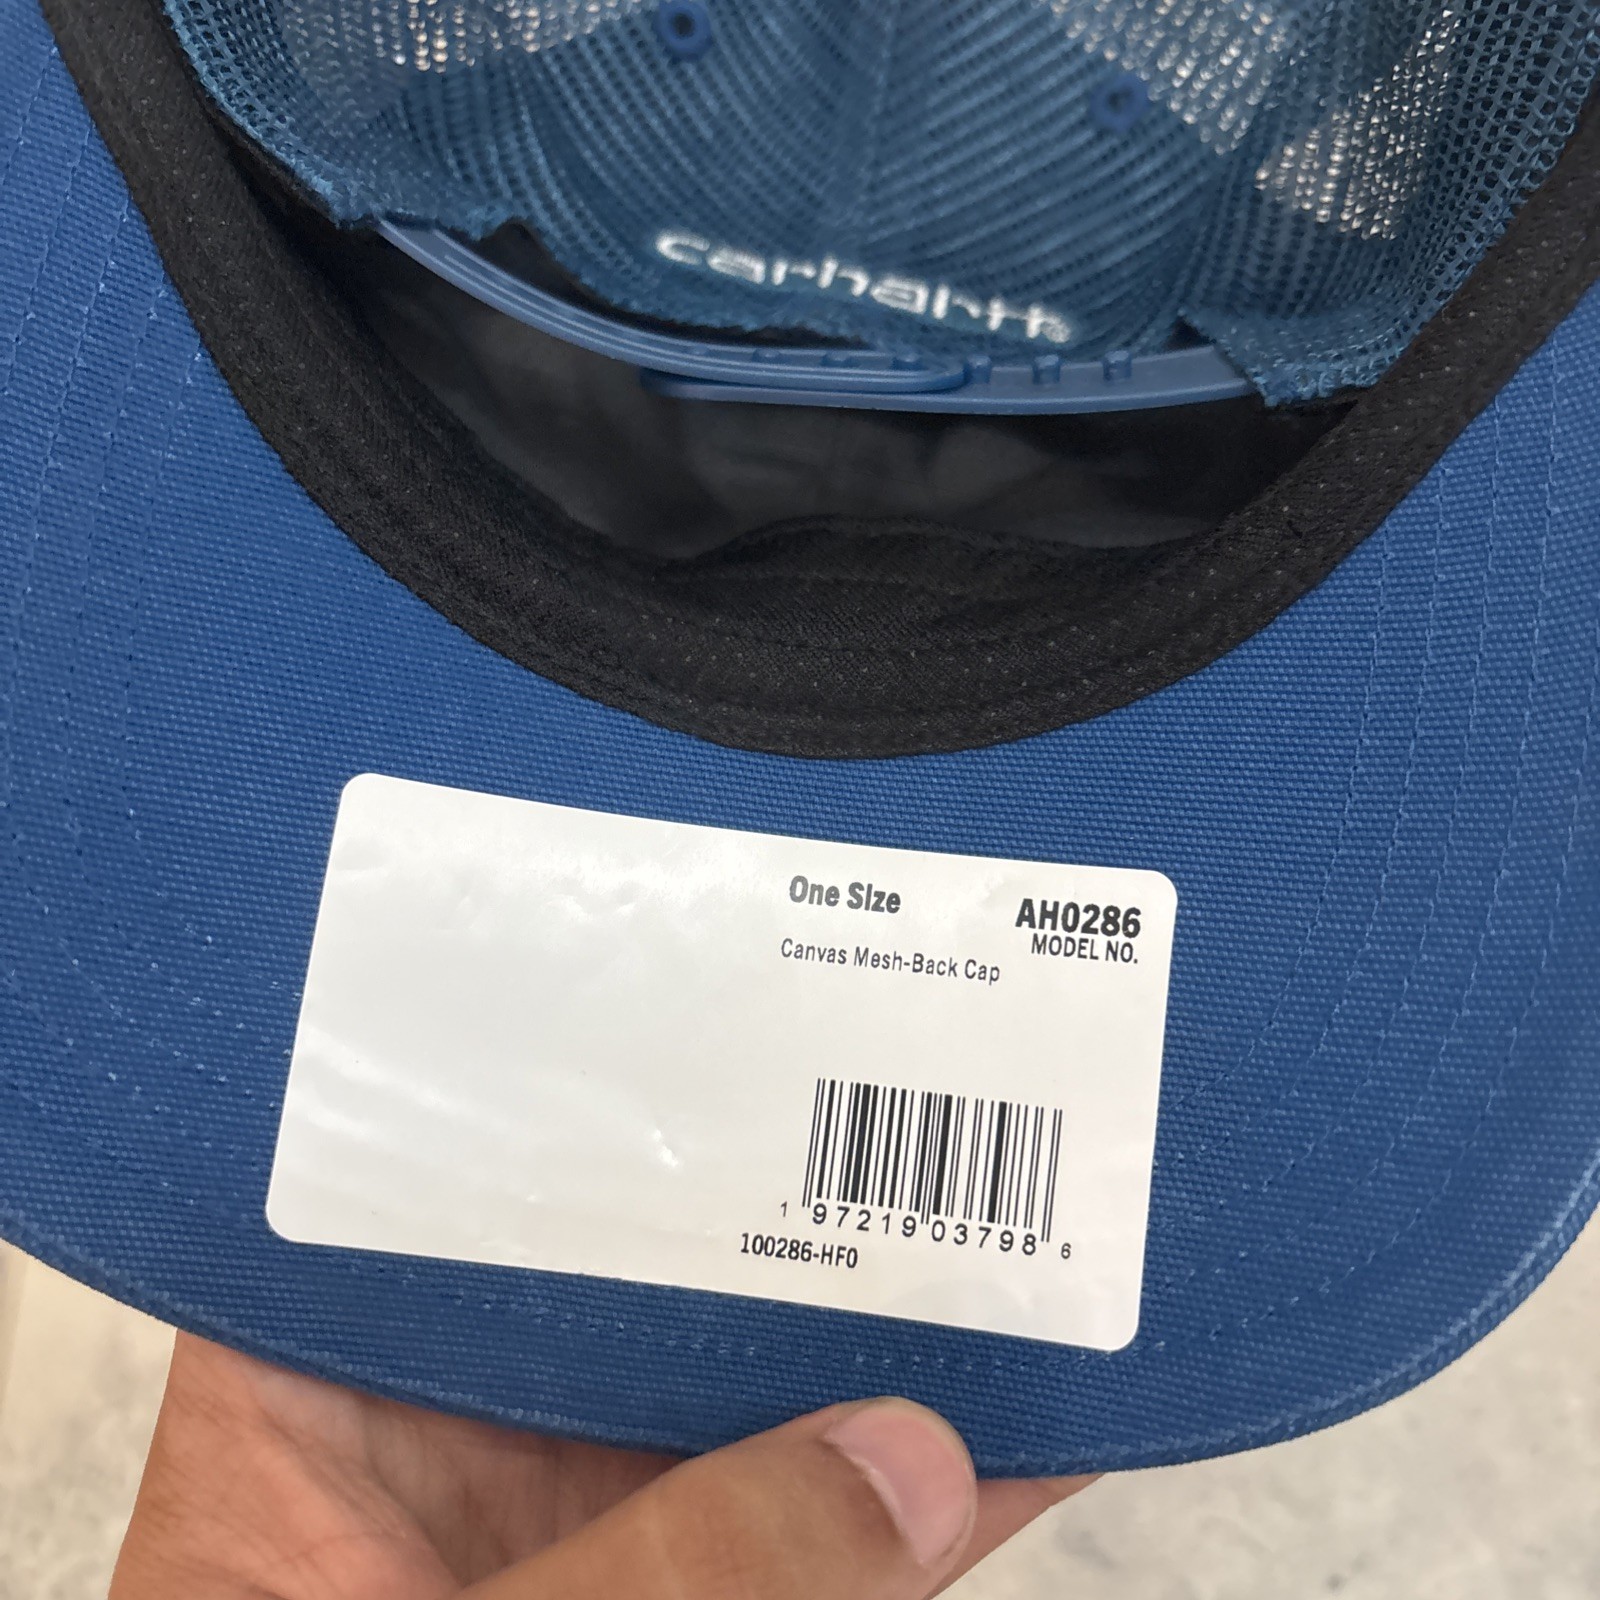 carhartt
One Size
AH0286
MODEL NO.
Canvas Mesh-Back Cap
1 97219 03798 6
100286-HF0